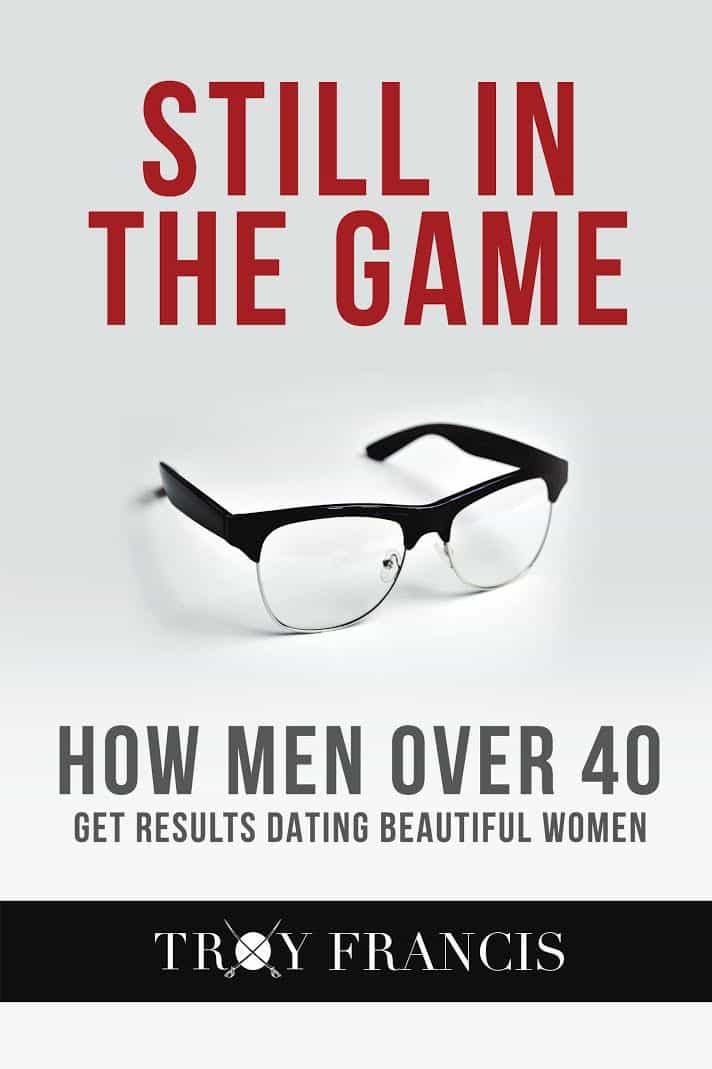 STILL IN
THE GAME
HOW MEN OVER 40
GET RESULTS DATING BEAUTIFUL WOMEN
TROY FRANCIS